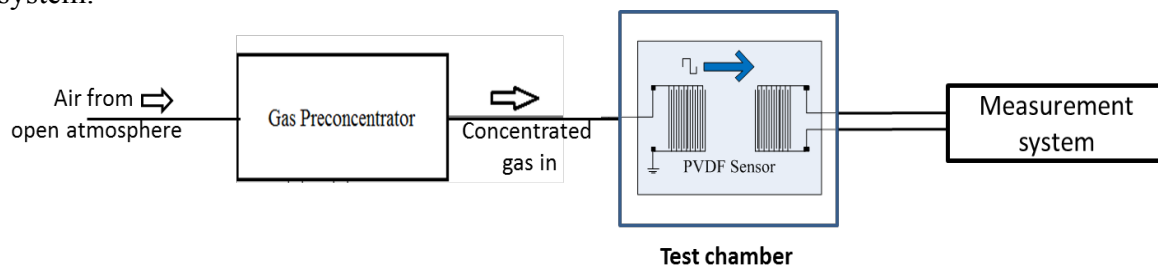 system.
Air from
open atmosphere
Gas Preconcentrator
Concentrated
gas in
PVDF Sensor
Measurement
system
Test chamber